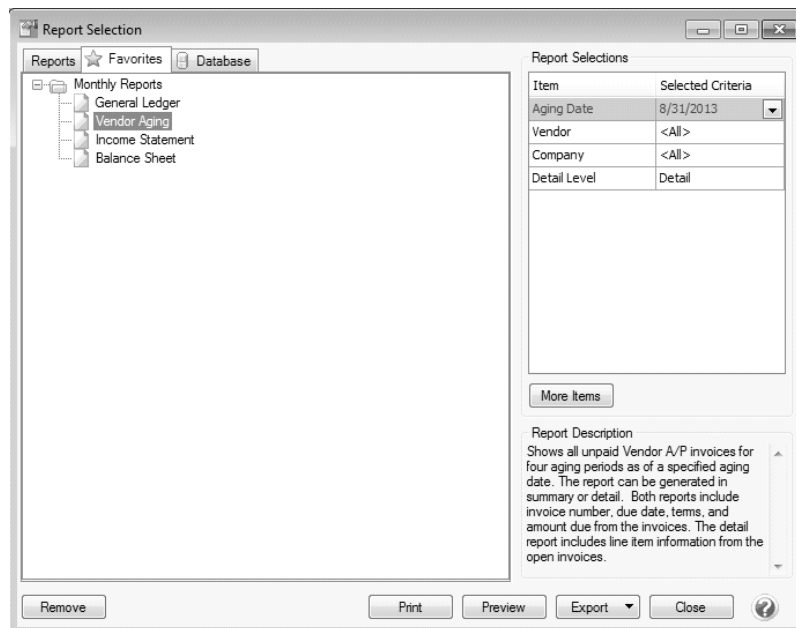 Report Selection
Reports Favorites Database
Monthly Reports
General Ledger
Vendor Aging
Income Statement
Balance Sheet
Report Selections
Item Selected Criteria
Aging Date 8/31/2013
Vendor <All>
Company <All>
Detail Level Detail
More Items
Report Description
Shows all unpaid Vendor A/P invoices for
four aging periods as of a specified aging
date. The report can be generated in
summary or detail. Both reports include
invoice number, due date, terms, and
amount due from the invoices. The detail
report includes line item information from the
open invoices.
Remove Print Preview Export Close ?